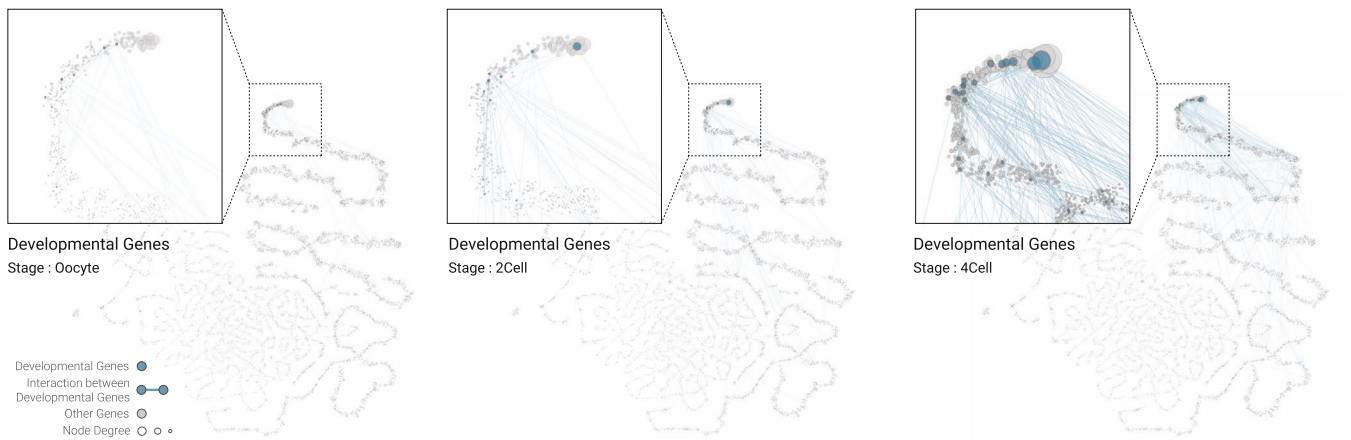 Developmental Genes
Stage : Oocyte
Developmental Genes
Stage : 2Cell
Developmental Genes
Stage : 4Cell
Developmental Genes
Interaction between
Developmental Genes
Other Genes
Node Degree